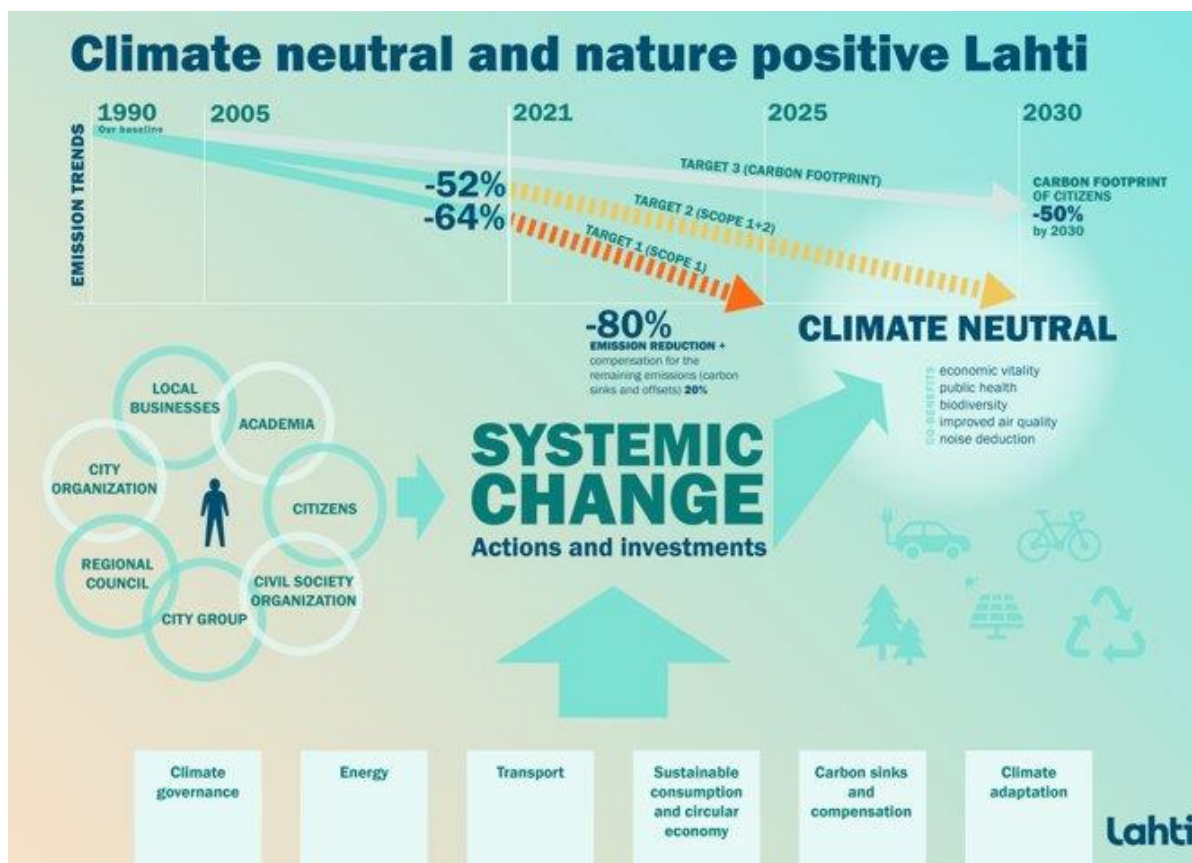 Climate neutral and nature positive Lahti
EMISSION TRENDS
1990
Our baseline
2005
2021
2025
2030
TARGET 3 (CARBON FOOTPRINT)
CARBON FOOTPRINT
OF CITIZENS
-50%
by 2030
-52%
TARGET 2 (SCOPE 1+2)
-64%
TARGET 1 (SCOPE 1)
-80%
EMISSION REDUCTION +
compensation for the
remaining emissions (carbon
sinks and offsets) 20%
CLIMATE NEUTRAL
CO-BENEFITS
economic vitality
public health
biodiversity
improved air quality
noise deduction
LOCAL
BUSINESSES
ACADEMIA
CITY
ORGANIZATION
CITIZENS
REGIONAL
COUNCIL
CIVIL SOCIETY
ORGANIZATION
CITY GROUP
SYSTEMIC
CHANGE
Actions and investments
Climate
governance
Energy
Transport
Sustainable
consumption
and circular
economy
Carbon sinks
and
compensation
Climate
adaptation
Lahti